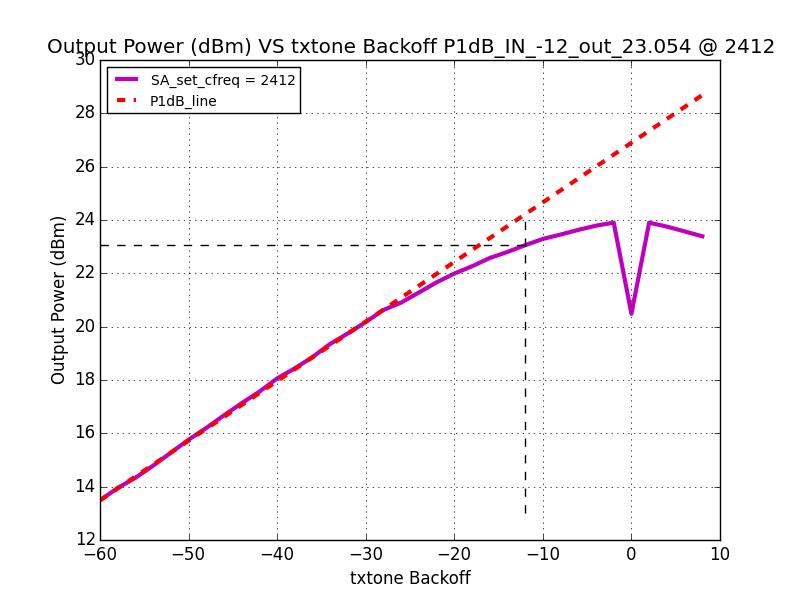 Output Power (dBm) VS txtone Backoff P1dB_IN_-12_out_23.054 @ 2412
SA_set_cfreq = 2412
P1dB_line
Output Power (dBm)
30
28
26
24
22
20
18
16
14
12
−60 −50 −40 −30 −20 −10 0 10
txtone Backoff